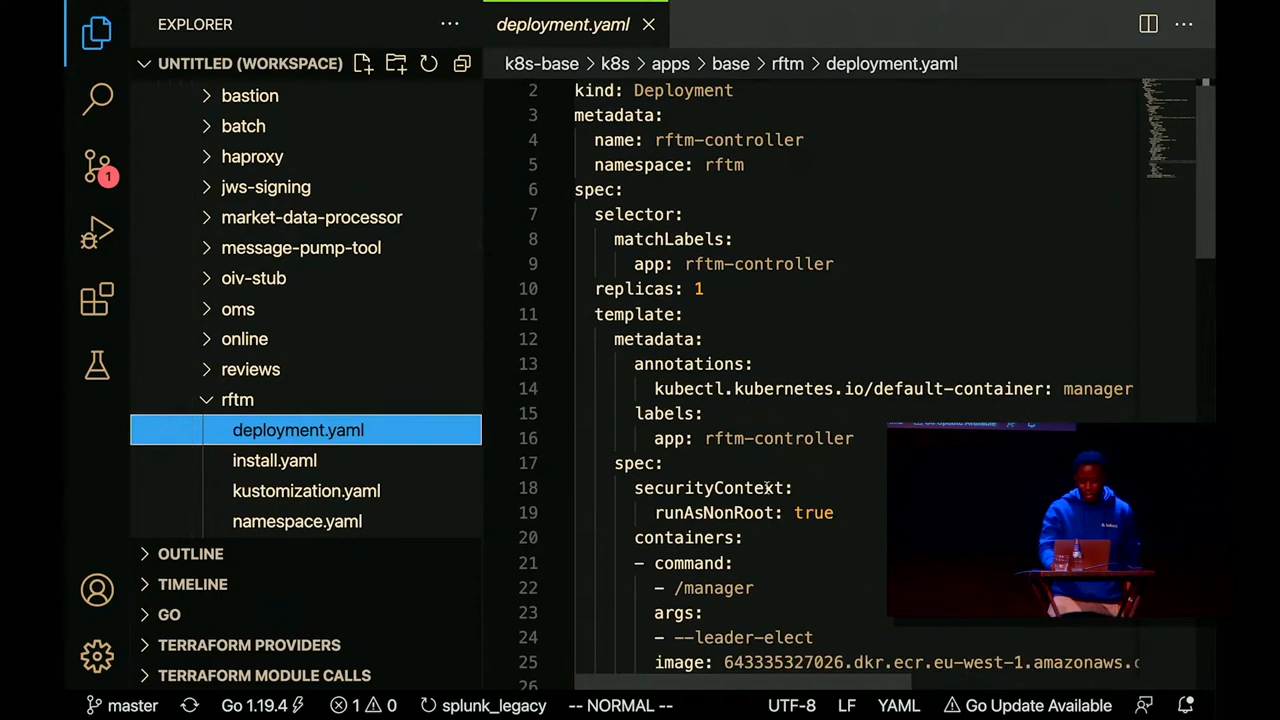 EXPLORER
UNTITLED (WORKSPACE)
bastion
batch
haproxy
jws-signing
market-data-processor
message-pump-tool
oiv-stub
oms
online
reviews
rftm
deployment.yaml
install.yaml
kustomization.yaml
namespace.yaml
OUTLINE
TIMELINE
GO
TERRAFORM PROVIDERS
TERRAFORM MODULE CALLS
1
deployment.yaml
k8s-base > k8s > apps > base > rftm > deployment.yaml
2 kind: Deployment
3 metadata:
4 name: rftm-controller
5 namespace: rftm
6 spec:
7 selector:
8 matchLabels:
9 app: rftm-controller
10 replicas: 1
11 template:
12 metadata:
13 annotations:
14 kubectl.kubernetes.io/default-container: manager
15 labels:
16 app: rftm-controller
17 spec:
18 securityContext:
19 runAsNonRoot: true
20 containers:
21 - command:
22 - /manager
23 args:
24 - --leader-elect
25 image: 643335327026.dkr.ecr.eu-west-1.amazonaws.c
26
Go Update Available
master Go 1.19.4 1 0 splunk_legacy -- NORMAL -- UTF-8 LF YAML Go Update Available